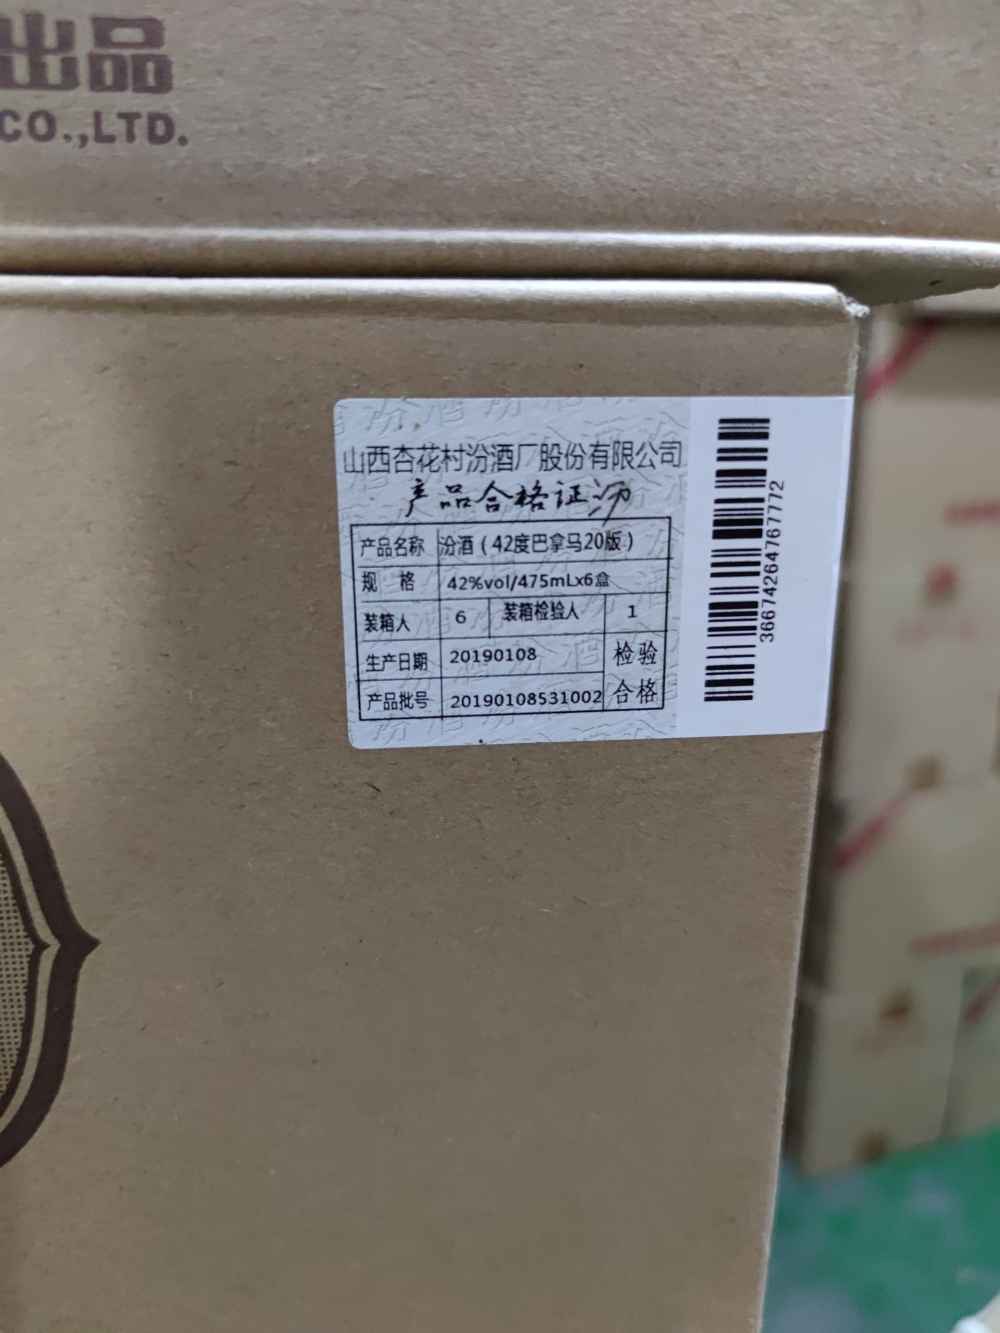 出品
CO.,LTD.
山西杏花村汾酒厂股份有限公司
产品合格证
产品名称 汾酒（42度巴拿马20版）
规 格 42%vol/475mLx6盒
装箱人 6 装箱检验人 1
生产日期 20190108 检验
产品批号 20190108531002 合格
3667426476767772